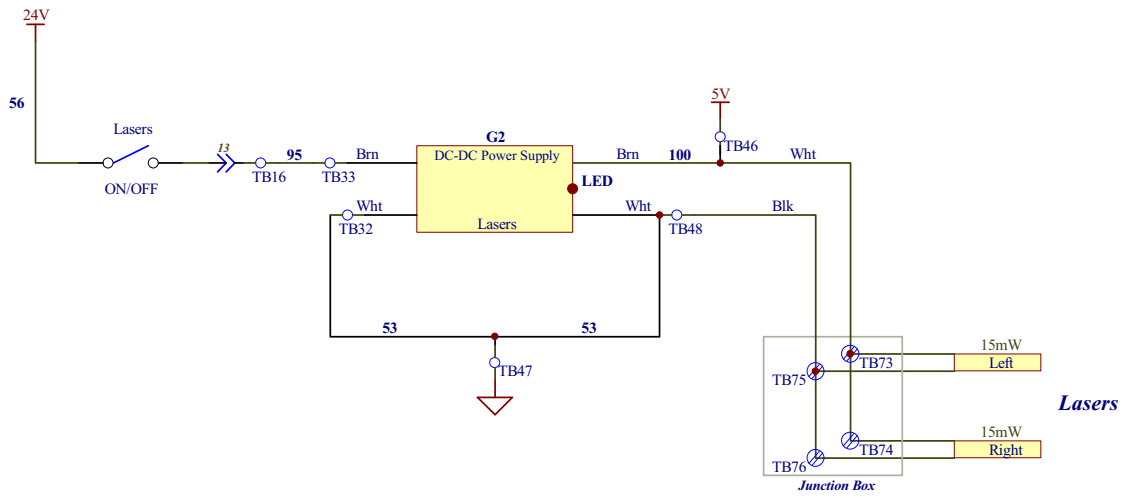 24V
56
Lasers
ON/OFF
13
TB16
95
TB33
Brn
G2
DC-DC Power Supply
Lasers
LED
Brn
100
5V
TB46
Wht
Wht
TB32
Wht
TB48
Blk
53
53
TB47
TB73
TB75
TB74
TB76
15mW
Left
15mW
Right
Lasers
Junction Box